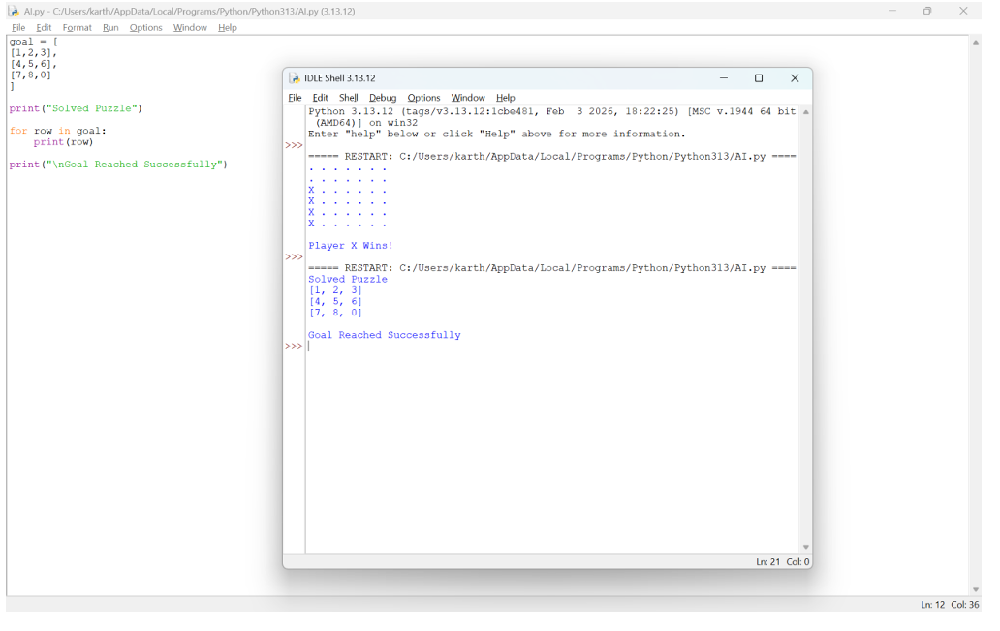 AI.py - C:/Users/karth/AppData/Local/Programs/Python/Python313/AI.py (3.13.12)
File Edit Format Run Options Window Help
goal = [
[1,2,3],
[4,5,6],
[7,8,0]
]
print("Solved Puzzle")
for row in goal:
    print(row)
print("\nGoal Reached Successfully")
IDLE Shell 3.13.12
File Edit Shell Debug Options Window Help
Python 3.13.12 (tags/v3.13.12:1cbe481, Feb  3 2026, 18:22:25) [MSC v.1944 64 bit
 (AMD64)] on win32
Enter "help" below or click "Help" above for more information.
>>>
===== RESTART: C:/Users/karth/AppData/Local/Programs/Python/Python313/AI.py ====
. . . . . . .
. . . . . . .
X . . . . . .
X . . . . . .
X . . . . . .
X . . . . . .
Player X Wins!
>>>
===== RESTART: C:/Users/karth/AppData/Local/Programs/Python/Python313/AI.py ====
Solved Puzzle
[1, 2, 3]
[4, 5, 6]
[7, 8, 0]
Goal Reached Successfully
>>>
Ln: 21 Col: 0
Ln: 12 Col: 36